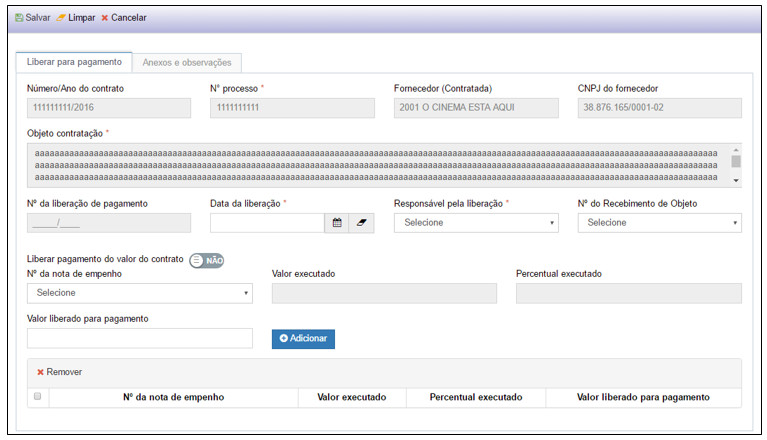 Salvar Limpar Cancelar
Liberar para pagamento Anexos e observações
Número/Ano do contrato Nº processo * Fornecedor (Contratada) CNPJ do fornecedor
111111111/2016 1111111111 2001 O CINEMA ESTA AQUI 38.876.165/0001-02
Objeto contratação *
Nº da liberação de pagamento Data da liberação * Responsável pela liberação * Nº do Recebimento de Objeto
_____/____ Selecione Selecione
Liberar pagamento do valor do contrato NÃO
Nº da nota de empenho Valor executado Percentual executado
Selecione
Valor liberado para pagamento
Adicionar
Remover
Nº da nota de empenho Valor executado Percentual executado Valor liberado para pagamento